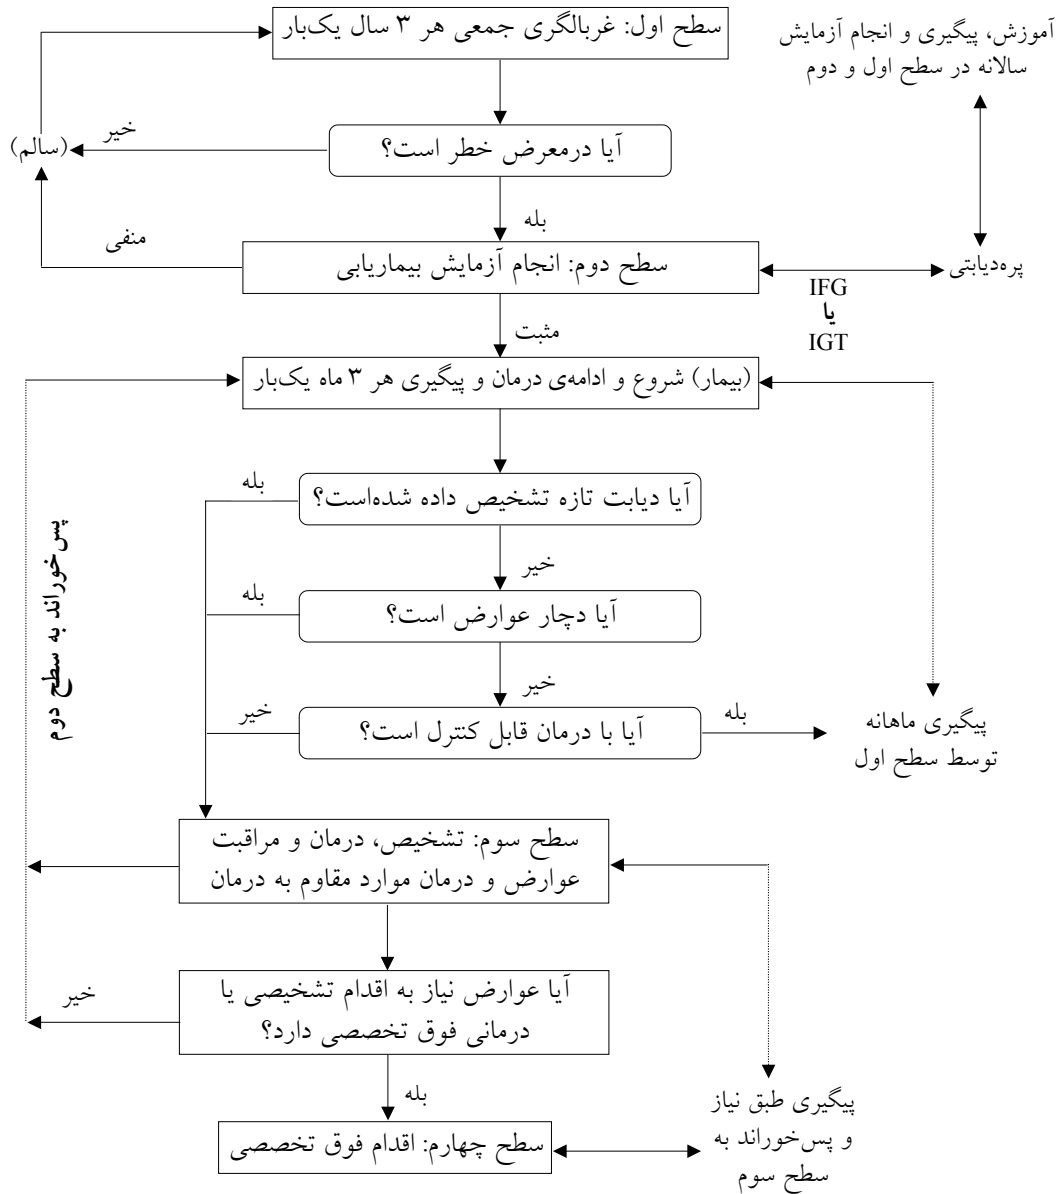 سطح اول: غربالگری جمعی هر ۳ سال یک‌بار
آموزش، پیگیری و انجام آزمایش
سالانه در سطح اول و دوم
آیا درمعرض خطر است؟
خیر
(سالم)
بله
منفی
سطح دوم: انجام آزمایش بیماریابی
پره‌دیابتی
IFG
یا
IGT
مثبت
(بیمار) شروع و ادامه‌ی درمان و پیگیری هر ۳ ماه یک‌بار
آیا دیابت تازه تشخیص داده شده‌است؟
بله
خیر
آیا دچار عوارض است؟
بله
خیر
آیا با درمان قابل کنترل است؟
خیر
بله
پیگیری ماهانه
توسط سطح اول
پس‌خوراند به سطح دوم
سطح سوم: تشخیص، درمان و مراقبت
عوارض و درمان موارد مقاوم به درمان
آیا عوارض نیاز به اقدام تشخیصی یا
درمانی فوق تخصصی دارد؟
خیر
بله
سطح چهارم: اقدام فوق تخصصی
پیگیری طبق نیاز
و پس‌خوراند به
سطح سوم